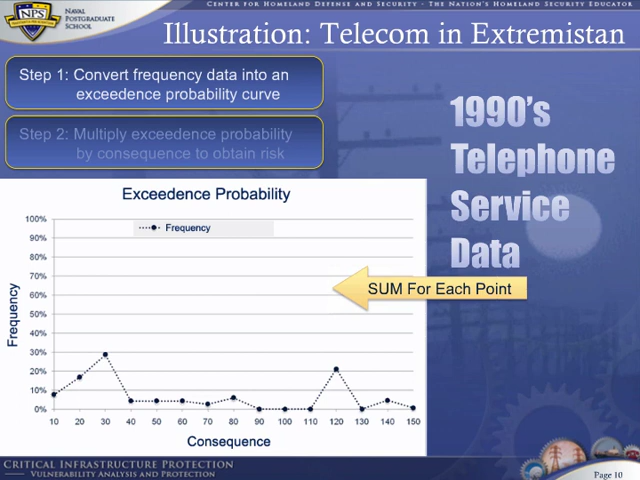 CENTER FOR HOMELAND DEFENSE AND SECURITY - THE NATION'S HOMELAND SECURITY EDUCATOR
NPS
NAVAL
POSTGRADUATE
SCHOOL
Illustration: Telecom in Extremistan
Step 1: Convert frequency data into an
exceedence probability curve
Step 2: Multiply exceedence probability
by consequence to obtain risk
1990's
Telephone
Service
Data
Exceedence Probability
Frequency
100%
90%
80%
70%
60%
50%
40%
30%
20%
10%
0%
Frequency
SUM For Each Point
10 20 30 40 50 60 70 80 90 100 110 120 130 140 150
Consequence
CRITICAL INFRASTRUCTURE PROTECTION
VULNERABILITY ANALYSIS AND PROTECTION
Page 10